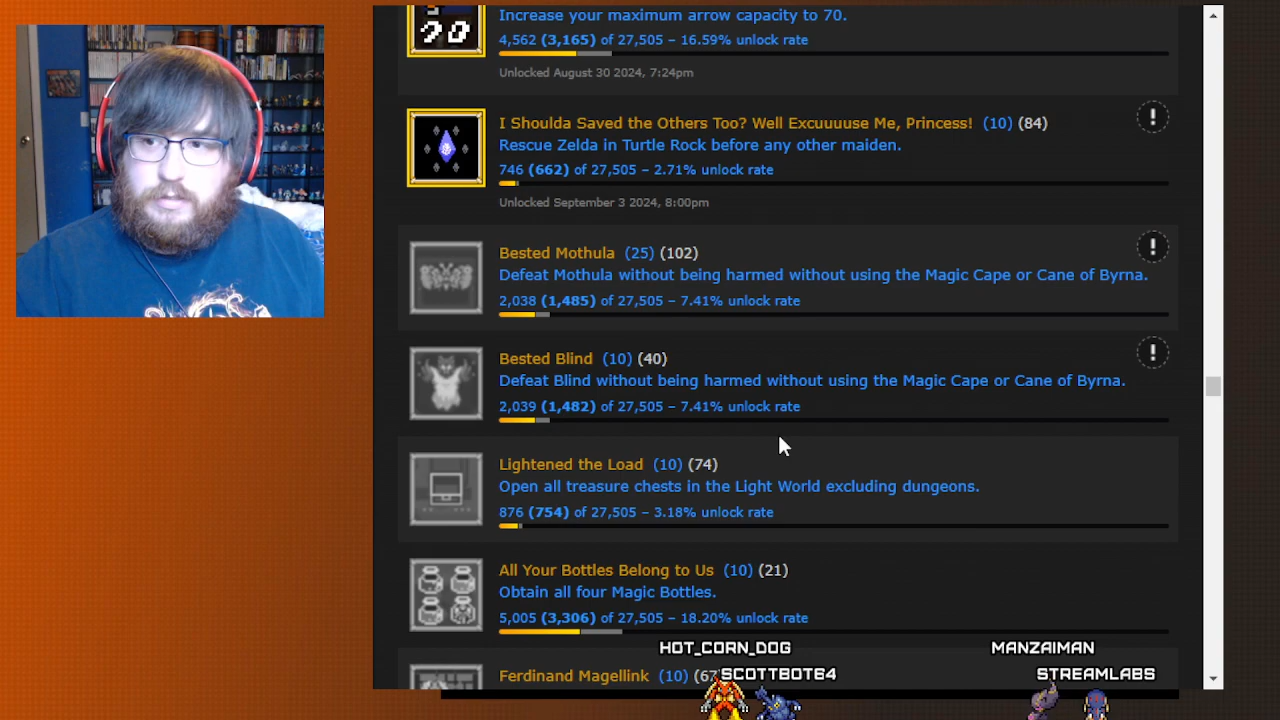 Increase your maximum arrow capacity to 70.
70
4,562 (3,165) of 27,505 – 16.59% unlock rate
Unlocked August 30 2024, 7:24pm
I Shoulda Saved the Others Too? Well Excuuuuse Me, Princess! (10) (84)
!
Rescue Zelda in Turtle Rock before any other maiden.
746 (662) of 27,505 – 2.71% unlock rate
Unlocked September 3 2024, 8:00pm
Bested Mothula (25) (102)
!
Defeat Mothula without being harmed without using the Magic Cape or Cane of Byrna.
2,038 (1,485) of 27,505 – 7.41% unlock rate
Bested Blind (10) (40)
!
Defeat Blind without being harmed without using the Magic Cape or Cane of Byrna.
2,039 (1,482) of 27,505 – 7.41% unlock rate
Lightened the Load (10) (74)
Open all treasure chests in the Light World excluding dungeons.
876 (754) of 27,505 – 3.18% unlock rate
All Your Bottles Belong to Us (10) (21)
Obtain all four Magic Bottles.
5,005 (3,306) of 27,505 – 18.20% unlock rate
HOT_CORN_DOG
MANZAIMAN
Ferdinand Magellink (10)
SCOTTBOT64
STREAMLABS